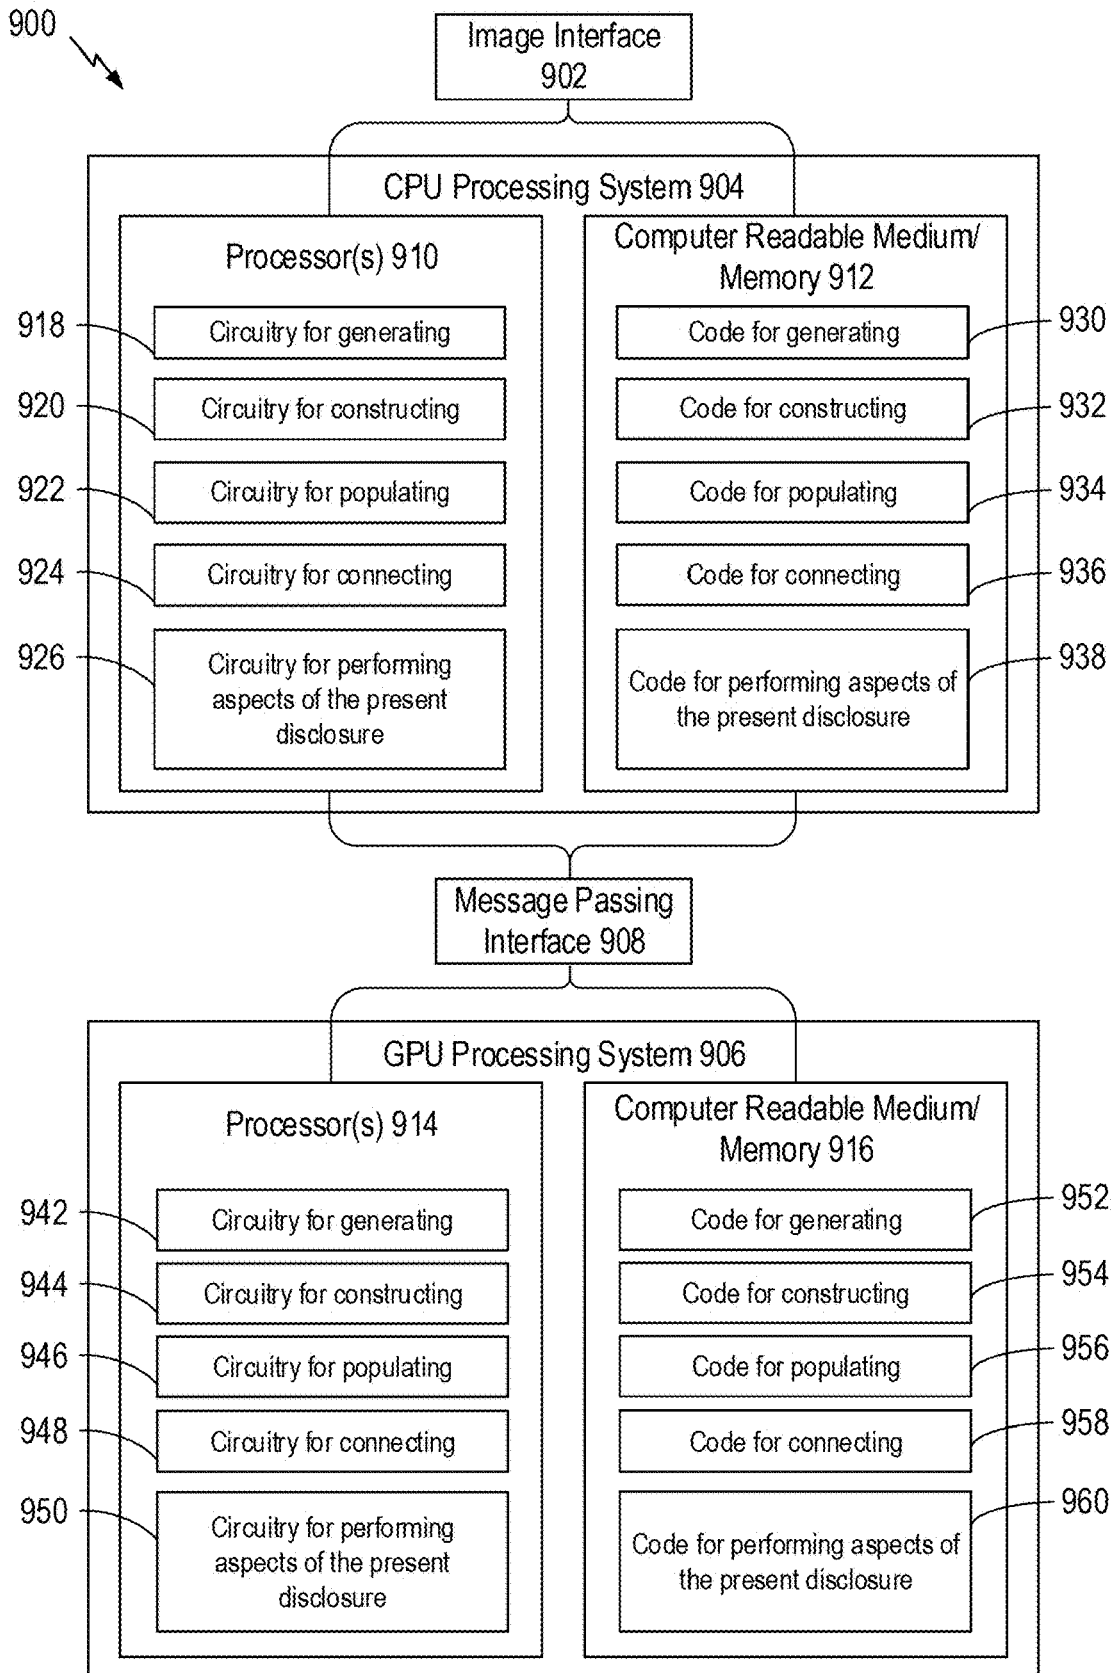 900
Image Interface
902
CPU Processing System 904
Processor(s) 910
Computer Readable Medium/
Memory 912
918
Circuitry for generating
Code for generating
930
920
Circuitry for constructing
Code for constructing
932
922
Circuitry for populating
Code for populating
934
924
Circuitry for connecting
Code for connecting
936
926
Circuitry for performing
aspects of the present
disclosure
Code for performing aspects of
the present disclosure
938
Message Passing
Interface 908
GPU Processing System 906
Processor(s) 914
Computer Readable Medium/
Memory 916
942
Circuitry for generating
Code for generating
952
944
Circuitry for constructing
Code for constructing
954
946
Circuitry for populating
Code for populating
956
948
Circuitry for connecting
Code for connecting
958
950
Circuitry for performing
aspects of the present
disclosure
Code for performing aspects of
the present disclosure
960